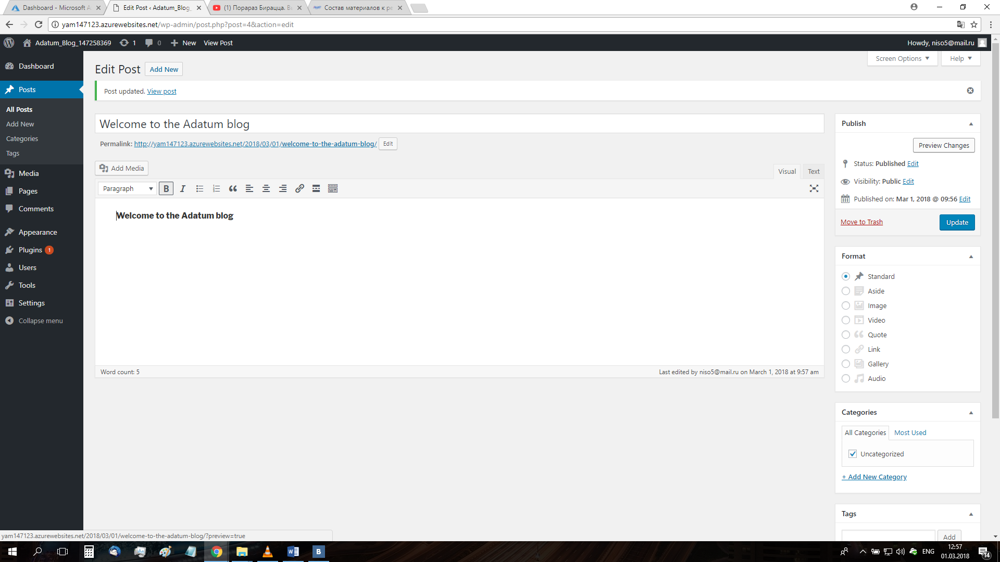 Dashboard - Microsoft A
Edit Post ‹ Adatum_Blog_
(1) Порараз Бирацца. Вы
Состав материалов к ре
yam147123.azurewebsites.net/wp-admin/post.php?post=4&action=edit
Adatum_Blog_147258369
1
0
New
View Post
Howdy, niso5@mail.ru
Screen Options
Help
Dashboard
Posts
All Posts
Add New
Categories
Tags
Media
Pages
Comments
Appearance
Plugins 1
Users
Tools
Settings
Collapse menu
Edit Post
Add New
Post updated. View post
Welcome to the Adatum blog
Permalink: http://yam147123.azurewebsites.net/2018/03/01/welcome-to-the-adatum-blog/ Edit
Add Media
Visual
Text
Paragraph
B
I
Welcome to the Adatum blog
Word count: 5
Last edited by niso5@mail.ru on March 1, 2018 at 9:57 am
Publish
Preview Changes
Status: Published Edit
Visibility: Public Edit
Published on: Mar 1, 2018 @ 09:56 Edit
Move to Trash
Update
Format
Standard
Aside
Image
Video
Quote
Link
Gallery
Audio
Categories
All Categories
Most Used
Uncategorized
+ Add New Category
Tags
Add
yam147123.azurewebsites.net/2018/03/01/welcome-to-the-adatum-blog/?preview=true
B
ENG
12:57
01.03.2018
14